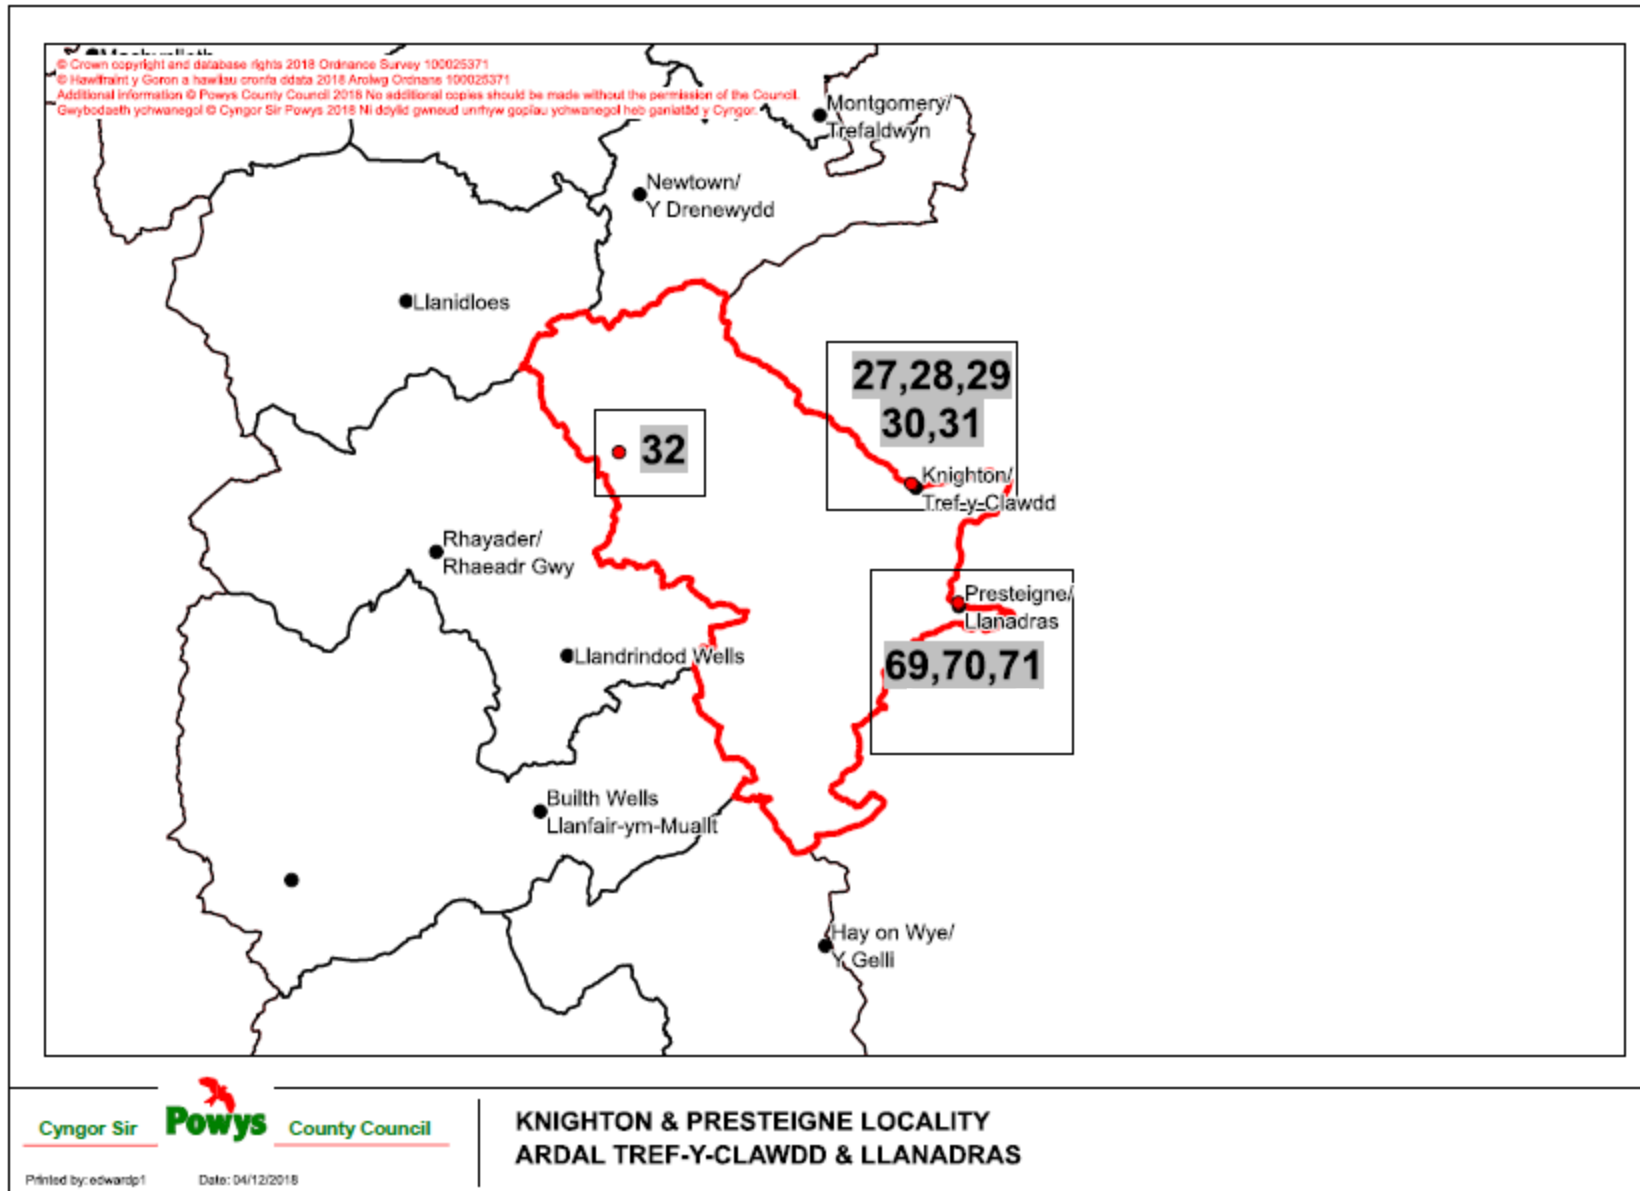 © Crown copyright and database rights 2018 Ordnance Survey 100025371
© Hawlfraint y Goron a hawliau cronfa ddata 2018 Arolwg Ordnans 100025371
Additional information © Powys County Council 2018 No additional copies should be made without the permission of the Council.
Gwybodaeth ychwanegol © Cyngor Sir Powys 2018 Ni ddylid gwneud unrhyw gopïau ychwanegol heb ganiatâd y Cyngor.
Montgomery/
Trefaldwyn
Newtown/
Y Drenewydd
Llanidloes
27,28,29
30,31
32
Knighton/
Tref-y-Clawdd
Rhayader/
Rhaeadr Gwy
Presteigne/
Llanadras
Llandrindod Wells
69,70,71
Builth Wells
Llanfair-ym-Muallt
Hay on Wye/
Y Gelli
Cyngor Sir Powys County Council
KNIGHTON & PRESTEIGNE LOCALITY
ARDAL TREF-Y-CLAWDD & LLANADRAS
Printed by: edwardp1 Date: 04/12/2018